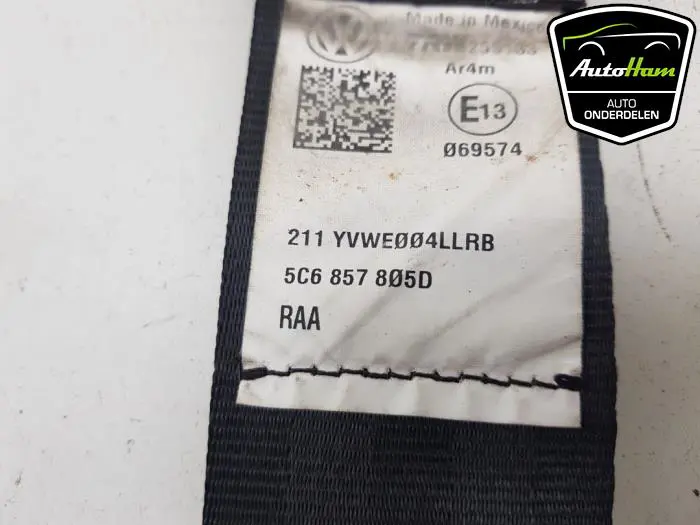 Made in Mexico
Ar4m
E13
Ø69574
211 YVWEØØ4LLRB
5C6 857 8Ø5D
RAA
AutoHam
AUTO
ONDERDELEN